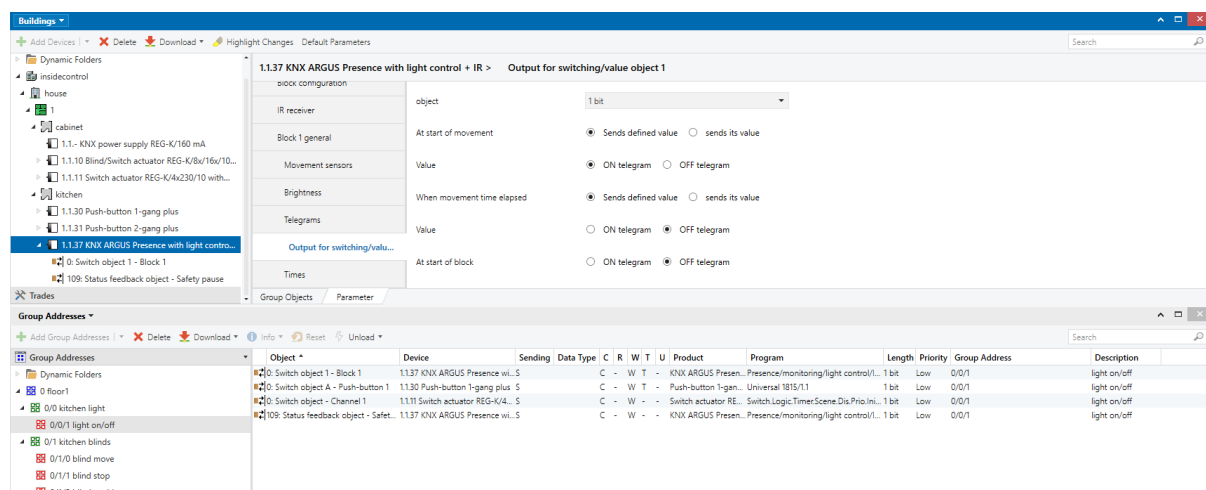 Buildings
Add Devices Delete Download Highlight Changes Default Parameters Search
Dynamic Folders
insidecontrol
house
1
cabinet
1.1.- KNX power supply REG-K/160 mA
1.1.10 Blind/Switch actuator REG-K/8x/16x/10...
1.1.11 Switch actuator REG-K/4x230/10 with...
kitchen
1.1.30 Push-button 1-gang plus
1.1.31 Push-button 2-gang plus
1.1.37 KNX ARGUS Presence with light contro...
0: Switch object 1 - Block 1
109: Status feedback object - Safety pause
Trades
1.1.37 KNX ARGUS Presence with light control + IR > Output for switching/value object 1
Block configuration
IR receiver
Block 1 general
Movement sensors
Brightness
Telegrams
Output for switching/valu...
Times
object 1 bit
At start of movement Sends defined value sends its value
Value ON telegram OFF telegram
When movement time elapsed Sends defined value sends its value
Value ON telegram OFF telegram
At start of block ON telegram OFF telegram
Group Objects Parameter
Group Addresses
Add Group Addresses Delete Download Info Reset Unload Search
Group Addresses
Dynamic Folders
0 floor1
0/0 kitchen light
0/0/1 light on/off
0/1 kitchen blinds
0/1/0 blind move
0/1/1 blind stop
Object Device Sending Data Type C R W T U Product Program Length Priority Group Address Description
0: Switch object 1 - Block 1 1.1.37 KNX ARGUS Presence wi... S C - W T - KNX ARGUS Presen... Presence/monitoring/light control/I... 1 bit Low 0/0/1 light on/off
0: Switch object A - Push-button 1 1.1.30 Push-button 1-gang plus S C - W T - Push-button 1-gan... Universal 1815/1.1 1 bit Low 0/0/1 light on/off
0: Switch object - Channel 1 1.1.11 Switch actuator REG-K/4... S C - W - - Switch actuator RE... Switch.Logic.Timer.Scene.Dis.Prio.Ini... 1 bit Low 0/0/1 light on/off
109: Status feedback object - Safet... 1.1.37 KNX ARGUS Presence wi... S C - W - - KNX ARGUS Presen... Presence/monitoring/light control/I... 1 bit Low 0/0/1 light on/off